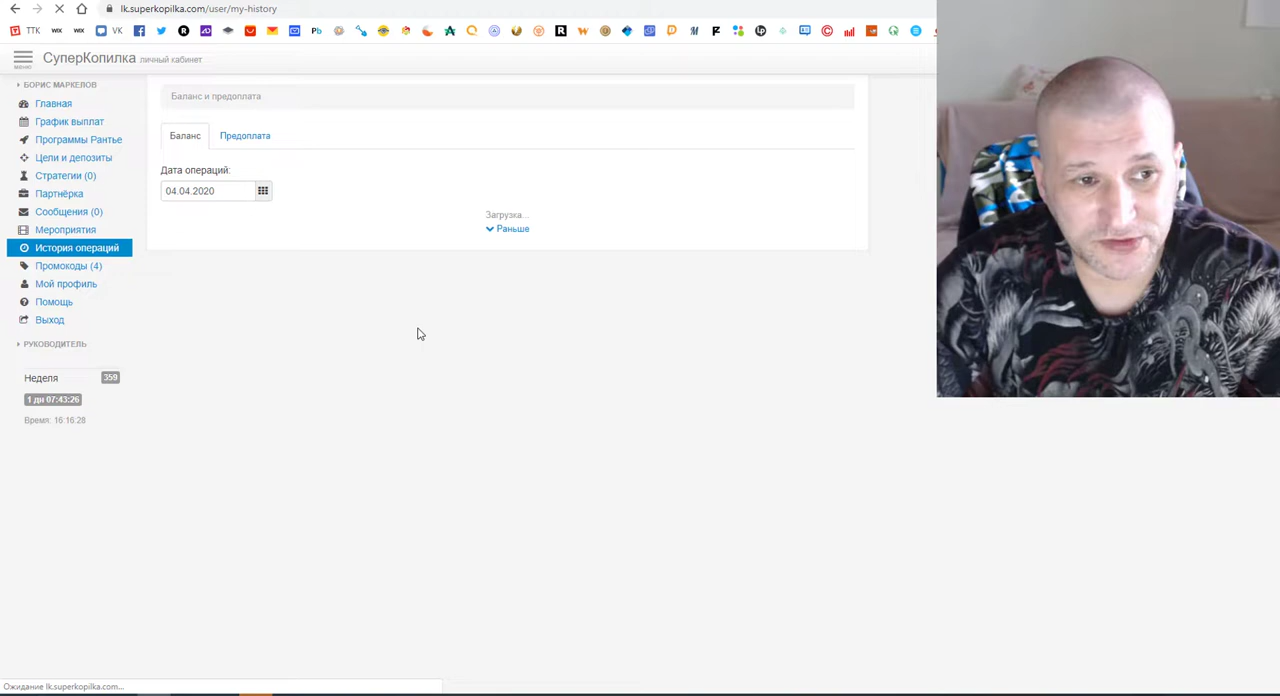 lk.superkopilka.com/user/my-history
ТТК
VK
СуперКопилка личный кабинет
МЕНЮ
БОРИС МАРКЕЛОВ
Главная
График выплат
Программы Рантье
Цели и депозиты
Стратегии (0)
Партнёрка
Сообщения (0)
Мероприятия
История операций
Промокоды (4)
Мой профиль
Помощь
Выход
РУКОВОДИТЕЛЬ
Неделя 359
1 дн 07:43:26
Время: 16:16:28
Баланс и предоплата
Баланс Предоплата
Дата операций:
04.04.2020
Загрузка...
Раньше
Ожидание lk.superkopilka.com...